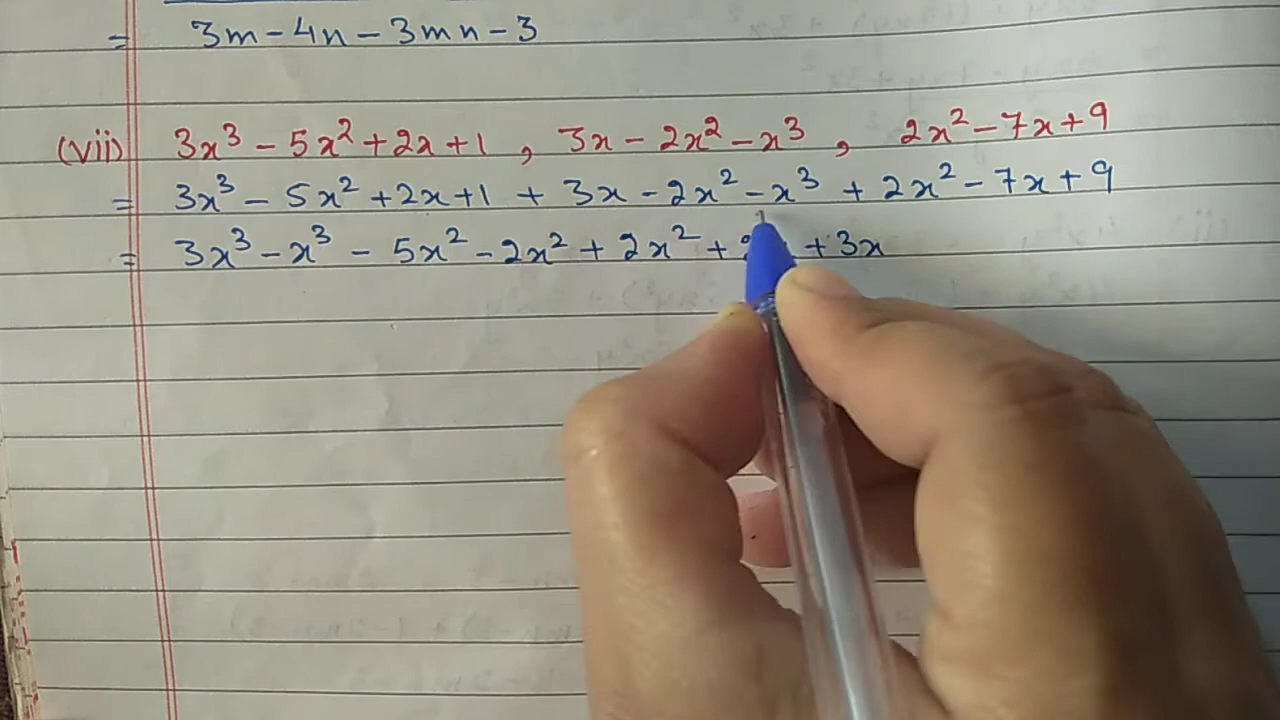 = 3m - 4n - 3mn - 3
(vii) 3x³ - 5x² + 2x + 1 , 3x - 2x² - x³ , 2x² - 7x + 9
= 3x³ - 5x² + 2x + 1 + 3x - 2x² - x³ + 2x² - 7x + 9
= 3x³ - x³ - 5x² - 2x² + 2x² + + 3x